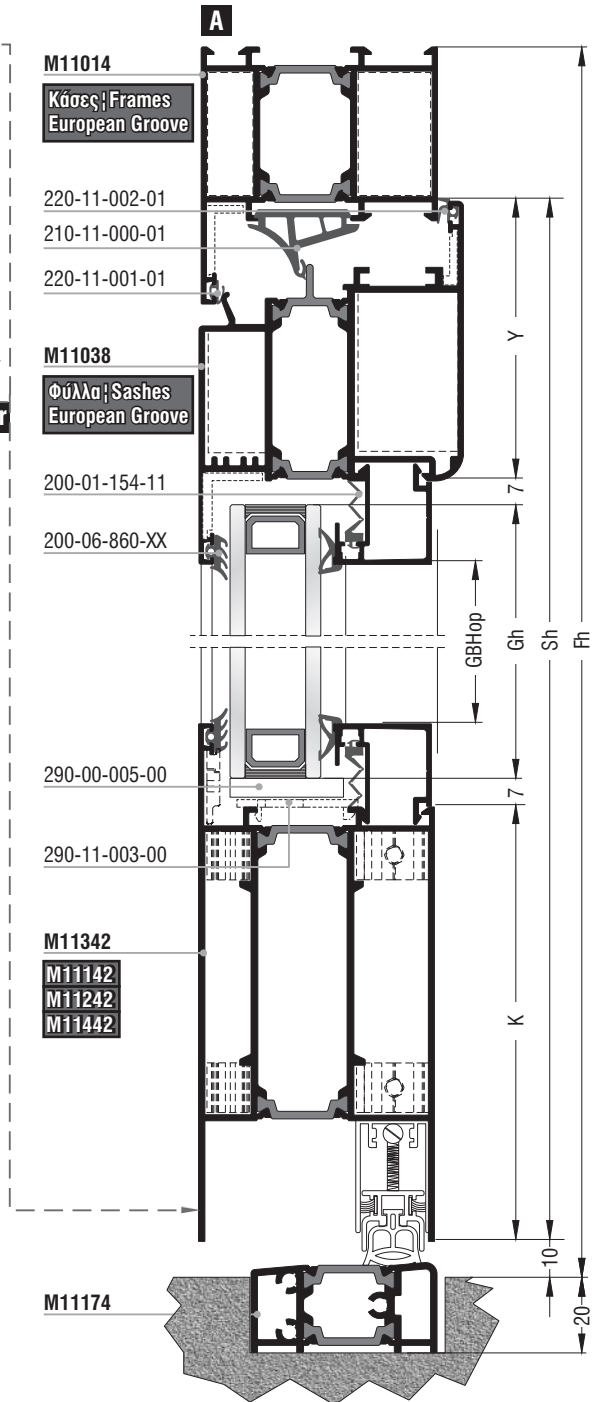 A
M11014
Κάσες¦Frames
European Groove
220-11-002-01
210-11-000-01
220-11-001-01
M11038
Φύλλα¦Sashes
European Groove
200-01-154-11
200-06-860-XX
290-00-005-00
290-11-003-00
M11342
M11142
M11242
M11442
M11174
Y
7
GBHop
Gh
Sh
Fh
7
K
10
20